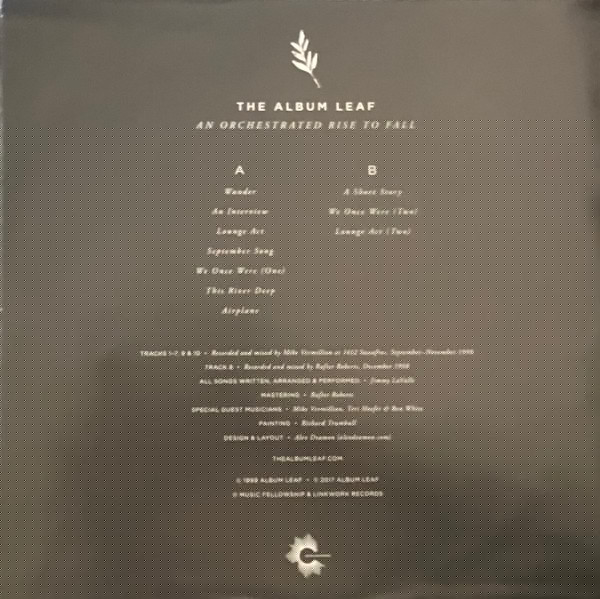 THE ALBUM LEAF
AN ORCHESTRATED RISE TO FALL
A
Wander
An Interview
Lounge Act
September Song
We Once Were (One)
This River Deep
Airplane
B
A Short Story
We Once Were (Two)
Lounge Act (Two)
TRACKS 1-7, 9 & 10 • Recorded and mixed by Mike Vermillion at 1412 Sassafras, September-November 1998
TRACK 8 • Recorded and mixed by Rafter Roberts, December 1998
ALL SONGS WRITTEN, ARRANGED & PERFORMED • Jimmy LaValle
MASTERING • Rafter Roberts
SPECIAL GUEST MUSICIANS • Mike Vermillion, Teri Hoefer & Ben White
PAINTING • Richard Trumbull
DESIGN & LAYOUT • Alex Deamon (alexdeamon.com)
THEALBUMLEAF.COM
℗ 1999 ALBUM LEAF • © 2017 ALBUM LEAF
© MUSIC FELLOWSHIP & LINKWORK RECORDS